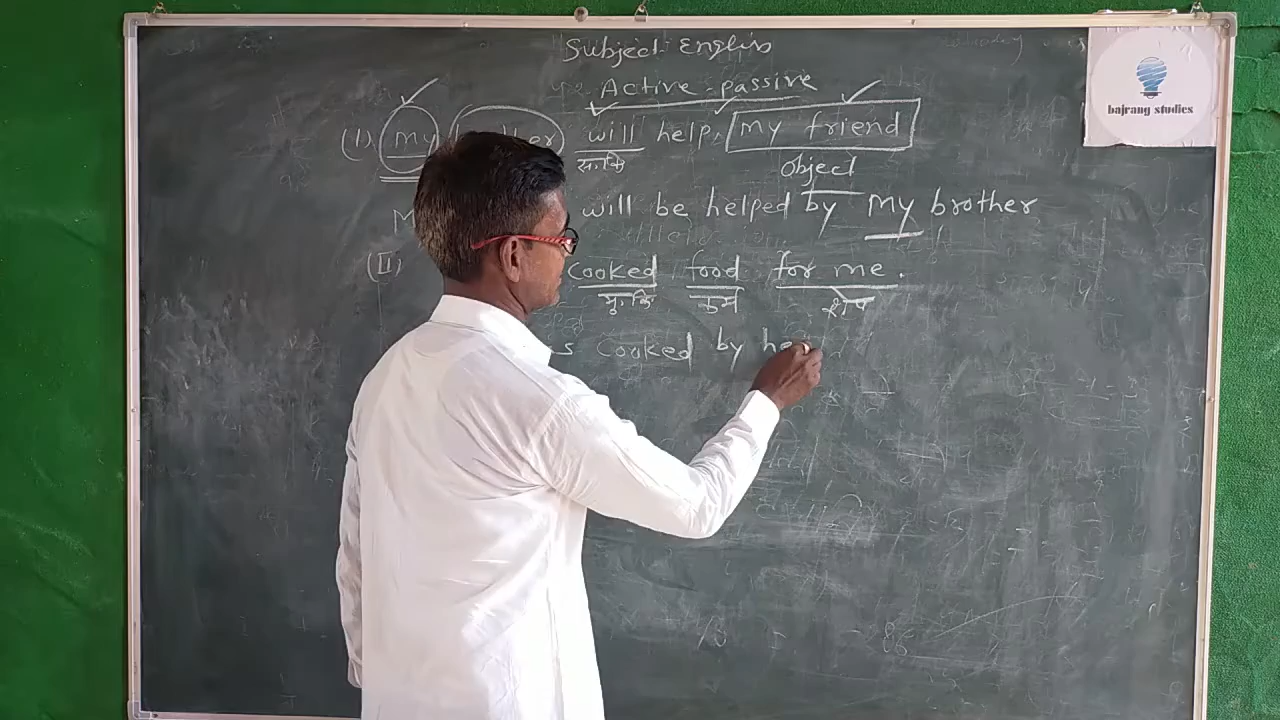 Subject- English
Active-passive
(I) my will help my friend
स.क्रि object
will be helped by my brother
(II) cooked food for me.
मु.क्रि कर्म शेष
is cooked by he
bajrang studies